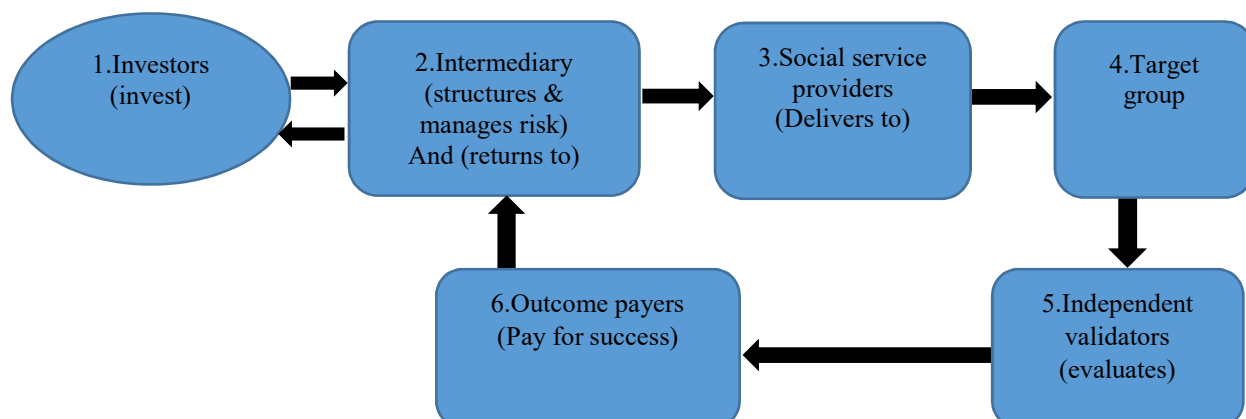 1.Investors
(invest)
2.Intermediary
(structures &
manages risk)
And (returns to)
3.Social service
providers
(Delivers to)
4.Target
group
5.Independent
validators
(evaluates)
6.Outcome payers
(Pay for success)